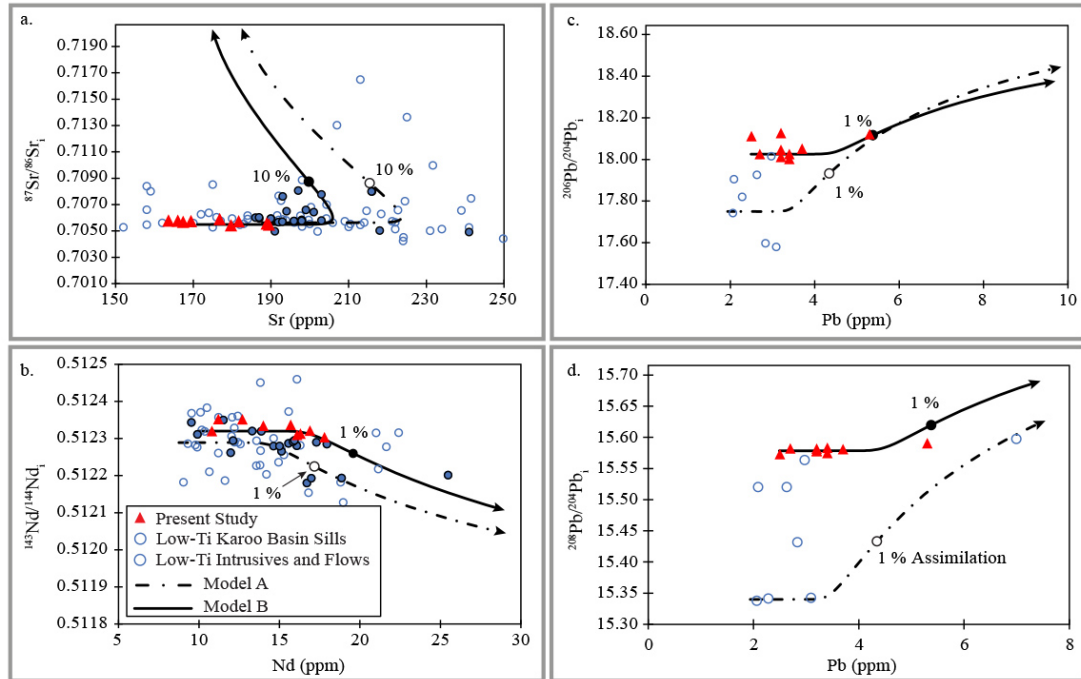 a.
⁸⁷Sr/⁸⁶Srᵢ
0.7190
0.7170
0.7150
0.7130
0.7110
0.7090
0.7070
0.7050
0.7030
0.7010
10 %
10 %
150 170 190 210 230 250
Sr (ppm)
c.
²⁰⁶Pb/²⁰⁴Pbᵢ
18.60
18.40
18.20
18.00
17.80
17.60
17.40
1 %
1 %
0 2 4 6 8 10
Pb (ppm)
b.
¹⁴³Nd/¹⁴⁴Ndᵢ
0.5125
0.5124
0.5123
0.5122
0.5121
0.5120
0.5119
0.5118
1 %
1 %
Present Study
Low-Ti Karoo Basin Sills
Low-Ti Intrusives and Flows
Model A
Model B
5 10 15 20 25 30
Nd (ppm)
d.
²⁰⁸Pb/²⁰⁴Pbᵢ
15.70
15.65
15.60
15.55
15.50
15.45
15.40
15.35
15.30
1 %
1 % Assimilation
0 2 4 6 8
Pb (ppm)